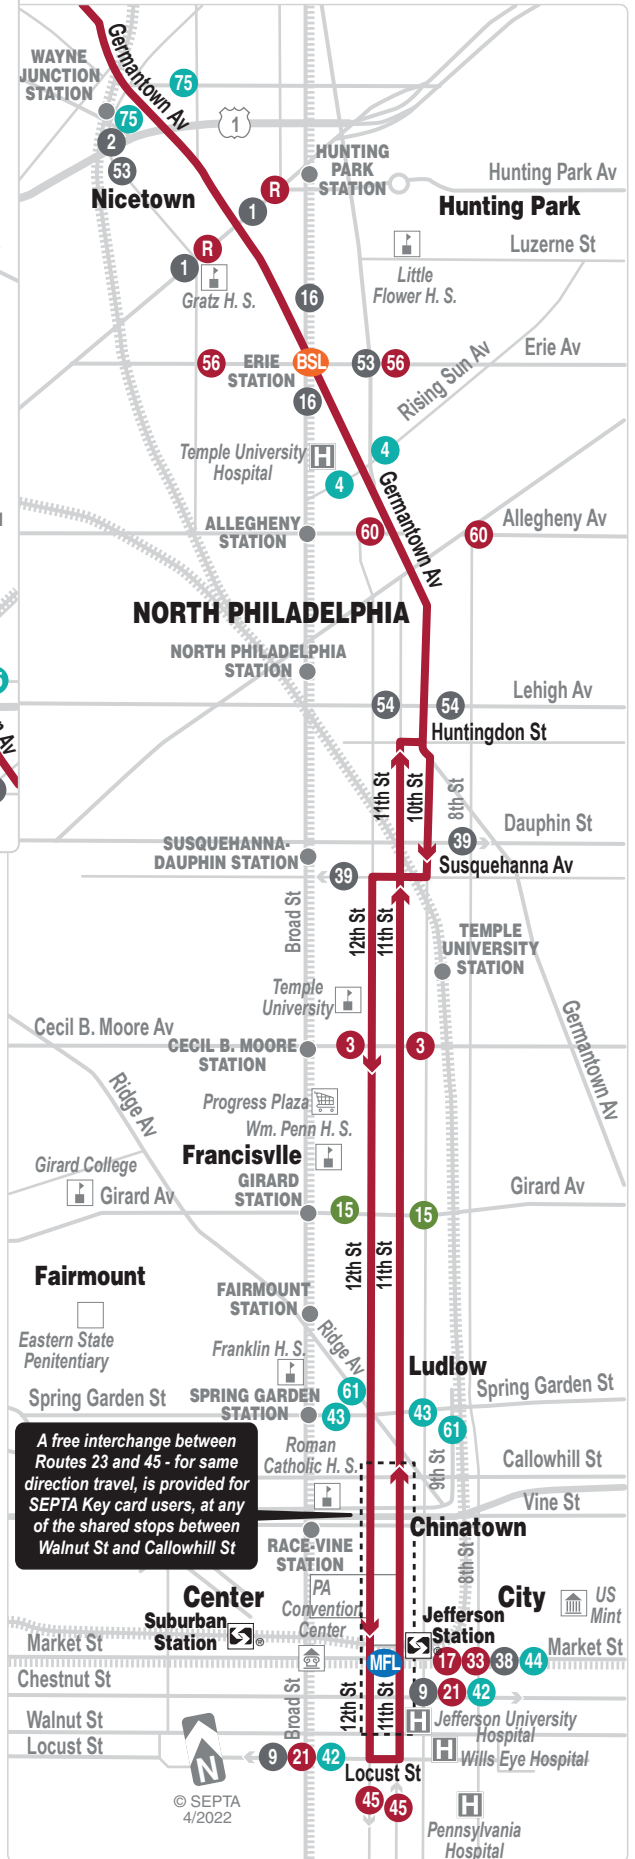 WAYNE
JUNCTION
STATION
Germantown Av
75
75
1
2
53
Nicetown
HUNTING
PARK
STATION
Hunting Park Av
R
1
Hunting Park
Luzerne St
R
1
Gratz H. S.
Little
Flower H. S.
16
56
ERIE
STATION
BSL
53
56
Erie Av
16
Rising Sun Av
Temple University
Hospital
H
4
4
Germantown Av
ALLEGHENY
STATION
60
60
Allegheny Av
NORTH PHILADELPHIA
NORTH PHILADELPHIA
STATION
Lehigh Av
54
54
Huntingdon St
11th St
10th St
8th St
Dauphin St
SUSQUEHANNA-
DAUPHIN STATION
39
Susquehanna Av
39
Broad St
12th St
11th St
TEMPLE
UNIVERSITY
STATION
Temple
University
Germantown Av
Cecil B. Moore Av
CECIL B. MOORE
STATION
3
3
Ridge Av
Progress Plaza
Wm. Penn H. S.
Francisvlle
Girard College
Girard Av
GIRARD
STATION
15
15
Girard Av
12th St
11th St
Fairmount
Eastern State
Penitentiary
FAIRMOUNT
STATION
Ridge Av
Franklin H. S.
Ludlow
61
Spring Garden St
SPRING GARDEN
STATION
43
43
61
Spring Garden St
A free interchange between
Routes 23 and 45 - for same
direction travel, is provided for
SEPTA Key card users, at any
of the shared stops between
Walnut St and Callowhill St
Roman
Catholic H. S.
9th St
Callowhill St
Vine St
Chinatown
RACE-VINE
STATION
8th St
PA
Convention
Center
Center
City
US
Mint
Suburban
Station
®
Jefferson
Station
®
Market St
MFL
17
33
38
44
Market St
Chestnut St
12th St
11th St
9
21
42
Broad St
Walnut St
H
Jefferson University
Hospital
Locust St
N
9
21
42
H
Wills Eye Hospital
Locust St
© SEPTA
4/2022
45
45
H
Pennsylvania
Hospital
Av